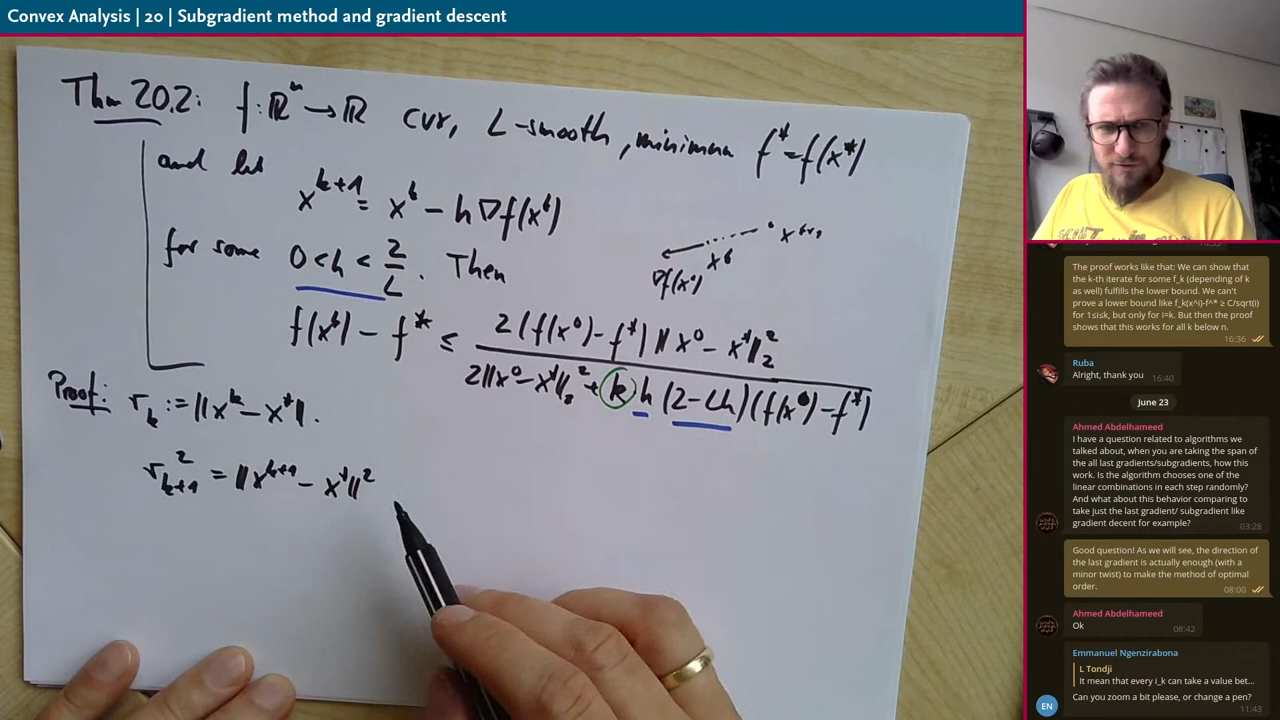 Convex Analysis | 20 | Subgradient method and gradient descent
Thm 20.2: f: ℝⁿ → ℝ cvx, L-smooth, minimum f* = f(x*)
and let
x^{k+1} = x^k − h ∇f(x^k)
for some 0 < h < 2/L. Then
x^{k+1}
x^k
∇f(x^k)
f(x^k) − f* ≤ 2(f(x⁰) − f*) ||x⁰ − x*||₂² / 2||x⁰ − x*||₂² + k h (2 − Lh)(f(x⁰) − f*)
Proof: r_k := ||x^k − x*||.
r_{k+1}² = ||x^{k+1} − x*||²
The proof works like that: We can show that
the k-th iterate for some f_k (depending of k
as well) fulfills the lower bound. We can't
prove a lower bound like f_k(x^i)-f^* ≥ C/sqrt(i)
for 1≤i≤k, but only for i=k. But then the proof
shows that this works for all k below n.
16:36
Ruba
Alright, thank you
16:40
June 23
Ahmed Abdelhameed
I have a question related to algorithms we
talked about, when you are taking the span of
the all last gradients/subgradients, how this
work. Is the algorithm chooses one of the
linear combinations in each step randomly?
And what about this behavior comparing to
take just the last gradient/ subgradient like
gradient decent for example?
03:28
Good question! As we will see, the direction of
the last gradient is actually enough (with a
minor twist) to make the method of optimal
order.
08:00
Ahmed Abdelhameed
Ok
08:42
Emmanuel Ngenzirabona
L Tondji
It mean that every i_k can take a value bet...
Can you zoom a bit please, or change a pen?
EN
11:43